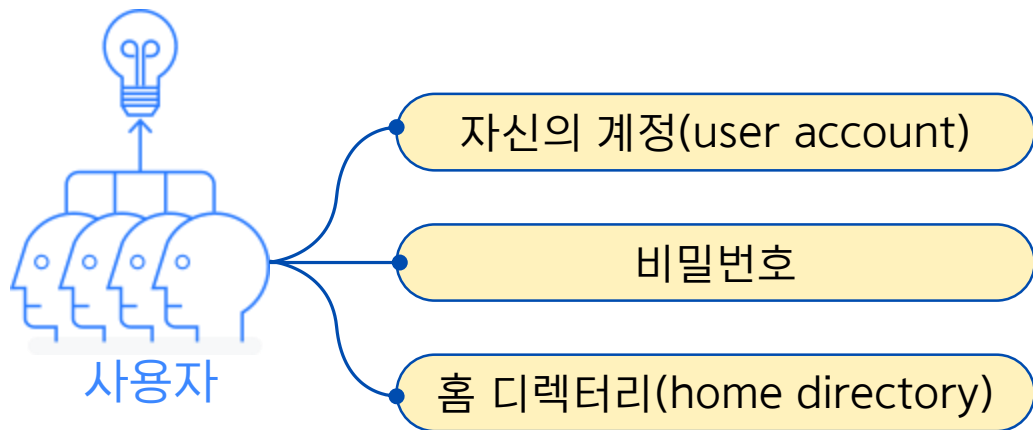 자신의 계정(user account)
비밀번호
홈 디렉터리(home directory)
사용자